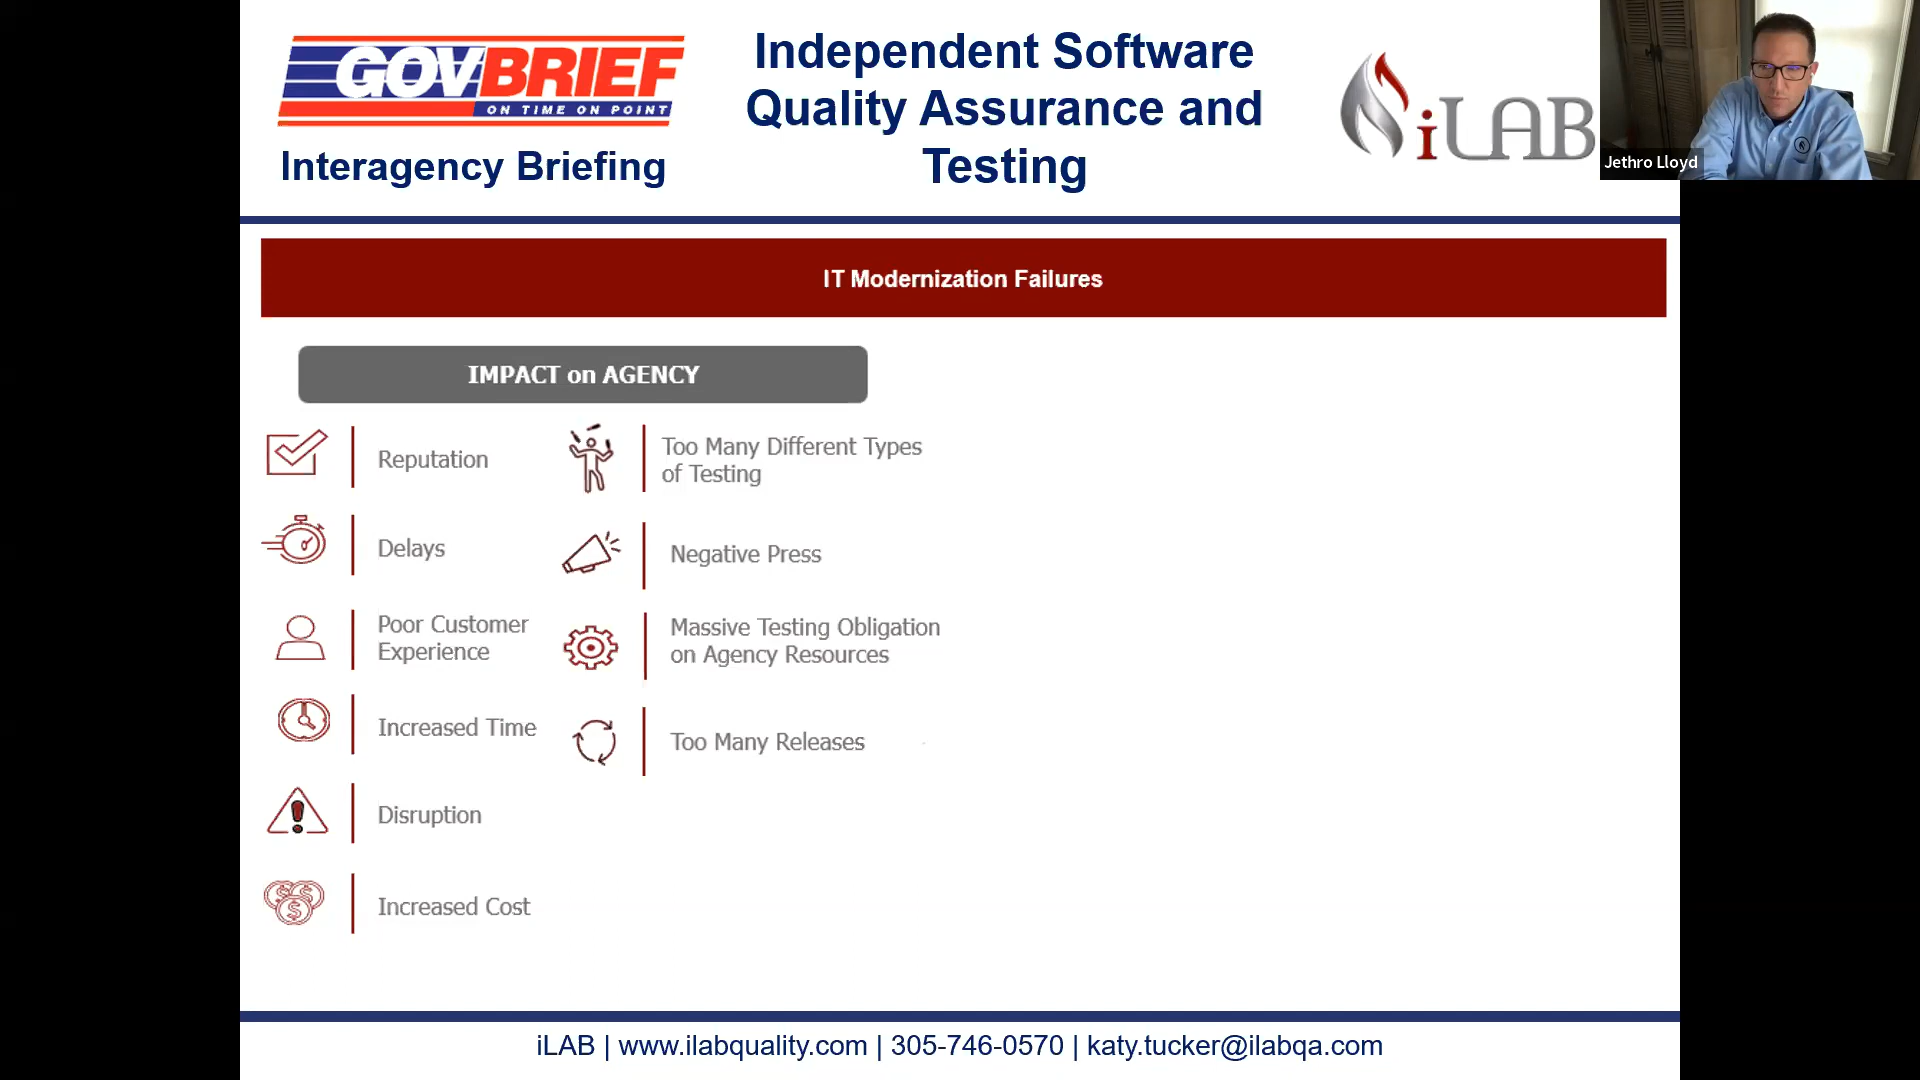 GOVBRIEF
ON TIME ON POINT
Interagency Briefing
Independent Software
Quality Assurance and
Testing
iLAB
Jethro Lloyd
IT Modernization Failures
IMPACT on AGENCY
Reputation
Delays
Poor Customer
Experience
Increased Time
Disruption
Increased Cost
Too Many Different Types
of Testing
Negative Press
Massive Testing Obligation
on Agency Resources
Too Many Releases
iLAB | www.ilabquality.com | 305-746-0570 | katy.tucker@ilabqa.com